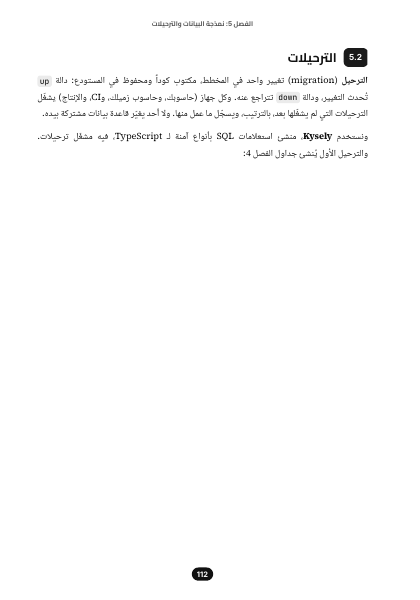 الفصل 5: نمذجة البيانات والترحيلات
5.2 الترحيلات
الترحيل (migration) تغيير واحد في المخطط، مكتوب كوداً ومحفوظ في المستودع: دالة up
تُحدث التغيير، ودالة down تتراجع عنه. وكل جهاز (حاسوبك، وحاسوب زميلك، وCI، والإنتاج) يشغّل
الترحيلات التي لم يشغّلها بعد، بالترتيب، ويسجّل ما عمل منها. ولا أحد يغيّر قاعدة بيانات مشتركة بيده.
ونستخدم Kysely، منشئ استعلامات SQL بأنواع آمنة لـ TypeScript، فيه مشغّل ترحيلات.
والترحيل الأول يُنشئ جداول الفصل 4:
112